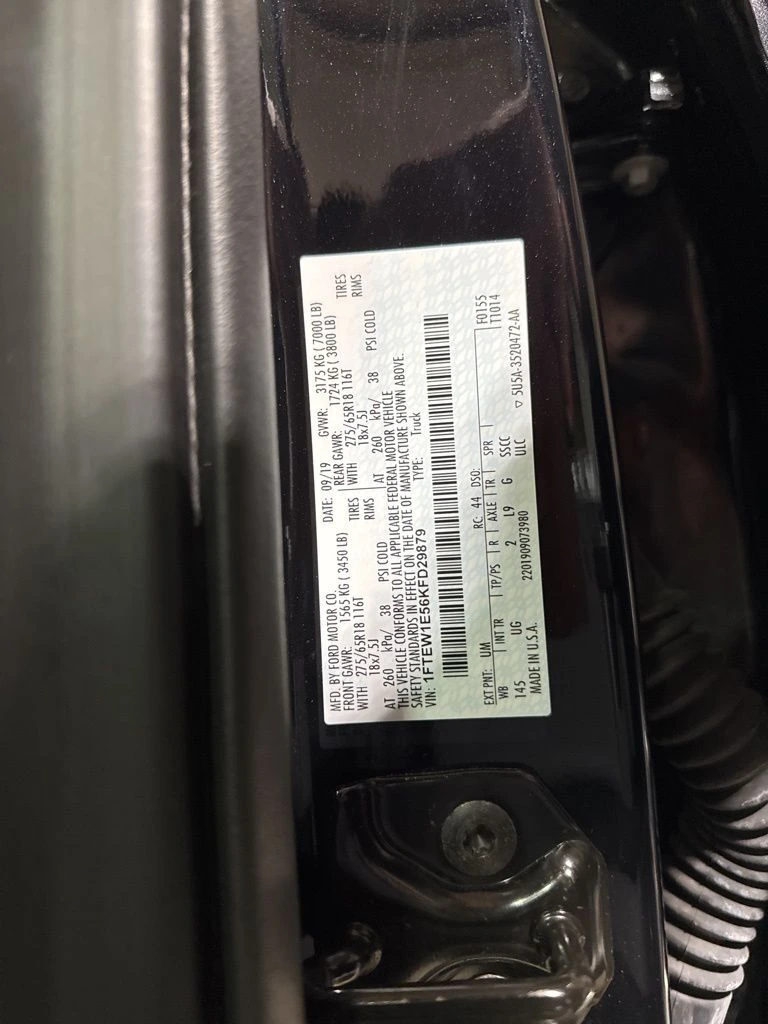 MFD. BY FORD MOTOR CO.
DATE: 09/19 GVWR: 3175 KG ( 7000 LB)
FRONT GAWR: 1565 KG ( 3450 LB) REAR GAWR: 1724 KG ( 3800 LB)
WITH 275/65R18 116T TIRES WITH 275/65R18 116T TIRES
18x7.5J RIMS 18x7.5J RIMS
AT 260 kPa/ 38 PSI COLD AT 260 kPa/ 38 PSI COLD
THIS VEHICLE CONFORMS TO ALL APPLICABLE FEDERAL MOTOR VEHICLE
SAFETY STANDARDS IN EFFECT ON THE DATE OF MANUFACTURE SHOWN ABOVE.
VIN: 1FTEW1E56KFD29879 TYPE: Truck
EXT PNT: UM RC: 44 DSO: F0155
WB INT TR TP/PS R AXLE TR SPR T1014
145 UG 2 L9 G SSCC
MADE IN U.S.A. 2201909073980 ULC ▽ 5U5A-3520472-AA